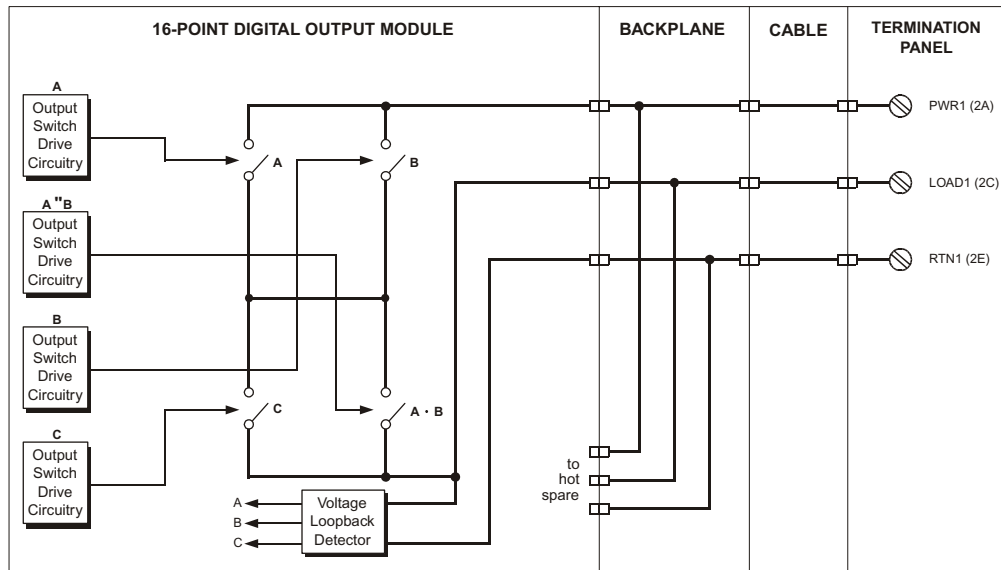 16-POINT DIGITAL OUTPUT MODULE
BACKPLANE
CABLE
TERMINATION
PANEL
A
Output
Switch
Drive
Circuitry
A "B
Output
Switch
Drive
Circuitry
B
Output
Switch
Drive
Circuitry
C
Output
Switch
Drive
Circuitry
A
B
C
A · B
A
B
C
Voltage
Loopback
Detector
to
hot
spare
PWR1 (2A)
LOAD1 (2C)
RTN1 (2E)